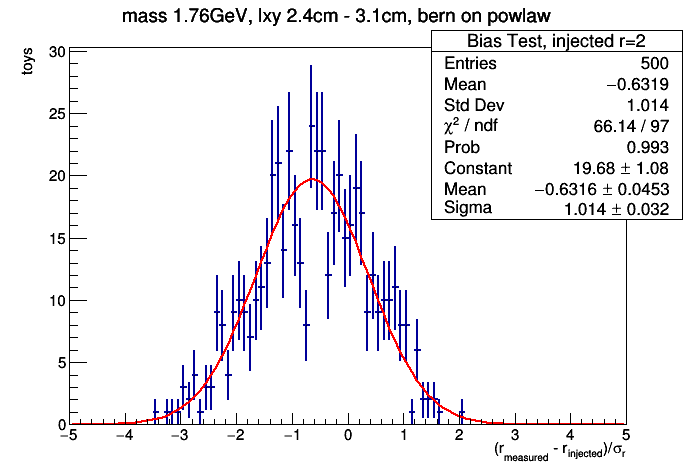 mass 1.76GeV, lxy 2.4cm - 3.1cm, bern on powlaw
Bias Test, injected r=2
Entries 500
Mean −0.6319
Std Dev 1.014
χ² / ndf 66.14 / 97
Prob 0.993
Constant 19.68 ± 1.08
Mean −0.6316 ± 0.0453
Sigma 1.014 ± 0.032
toys
30
25
20
15
10
5
0
−5 −4 −3 −2 −1 0 1 2 3 4 5
(r_measured - r_injected)/σ_r